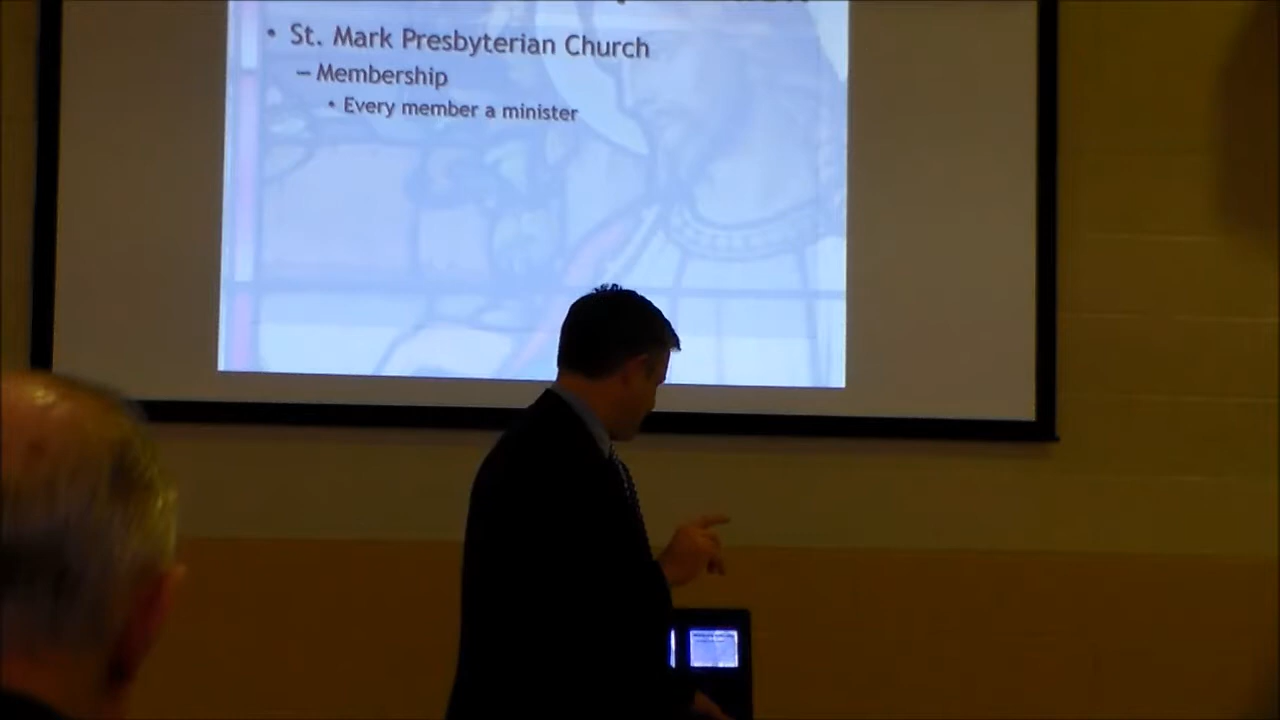 • St. Mark Presbyterian Church
– Membership
• Every member a minister